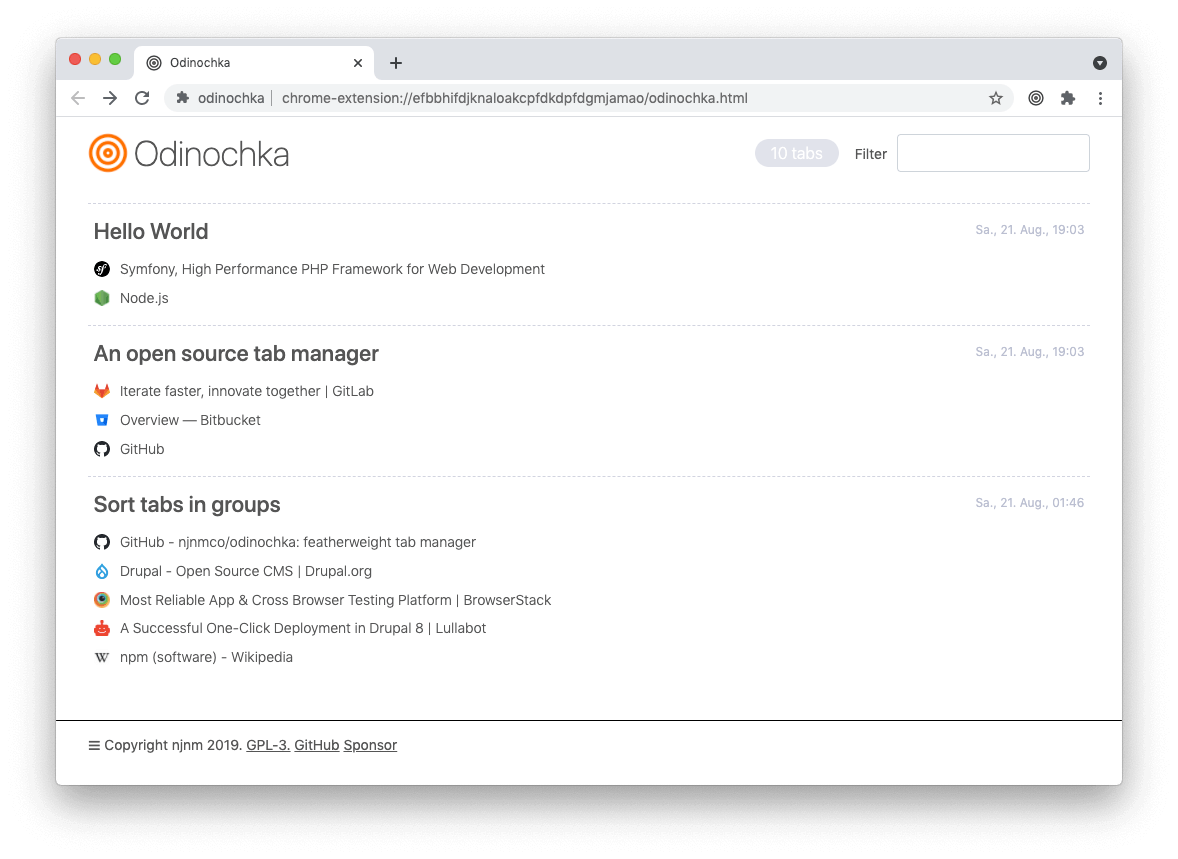 Odinochka
odinochka | chrome-extension://efbbhifdjknaloakcpfdkdpfdgmjamao/odinochka.html
Odinochka
10 tabs Filter
Hello World Sa., 21. Aug., 19:03
Symfony, High Performance PHP Framework for Web Development
Node.js
An open source tab manager Sa., 21. Aug., 19:03
Iterate faster, innovate together | GitLab
Overview — Bitbucket
GitHub
Sort tabs in groups Sa., 21. Aug., 01:46
GitHub - njnmco/odinochka: featherweight tab manager
Drupal - Open Source CMS | Drupal.org
Most Reliable App & Cross Browser Testing Platform | BrowserStack
A Successful One-Click Deployment in Drupal 8 | Lullabot
npm (software) - Wikipedia
Copyright njnm 2019. GPL-3. GitHub Sponsor